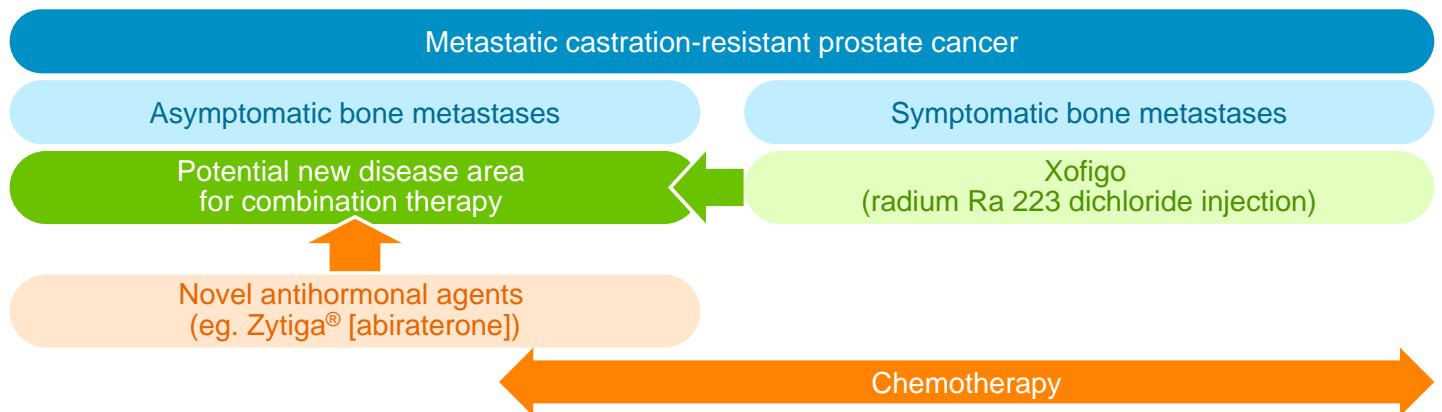 Metastatic castration-resistant prostate cancer
Asymptomatic bone metastases
Symptomatic bone metastases
Potential new disease area
for combination therapy
Xofigo
(radium Ra 223 dichloride injection)
Novel antihormonal agents
(eg. Zytiga® [abiraterone])
Chemotherapy